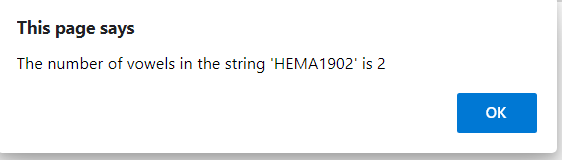 This page says
The number of vowels in the string 'HEMA1902' is 2
OK